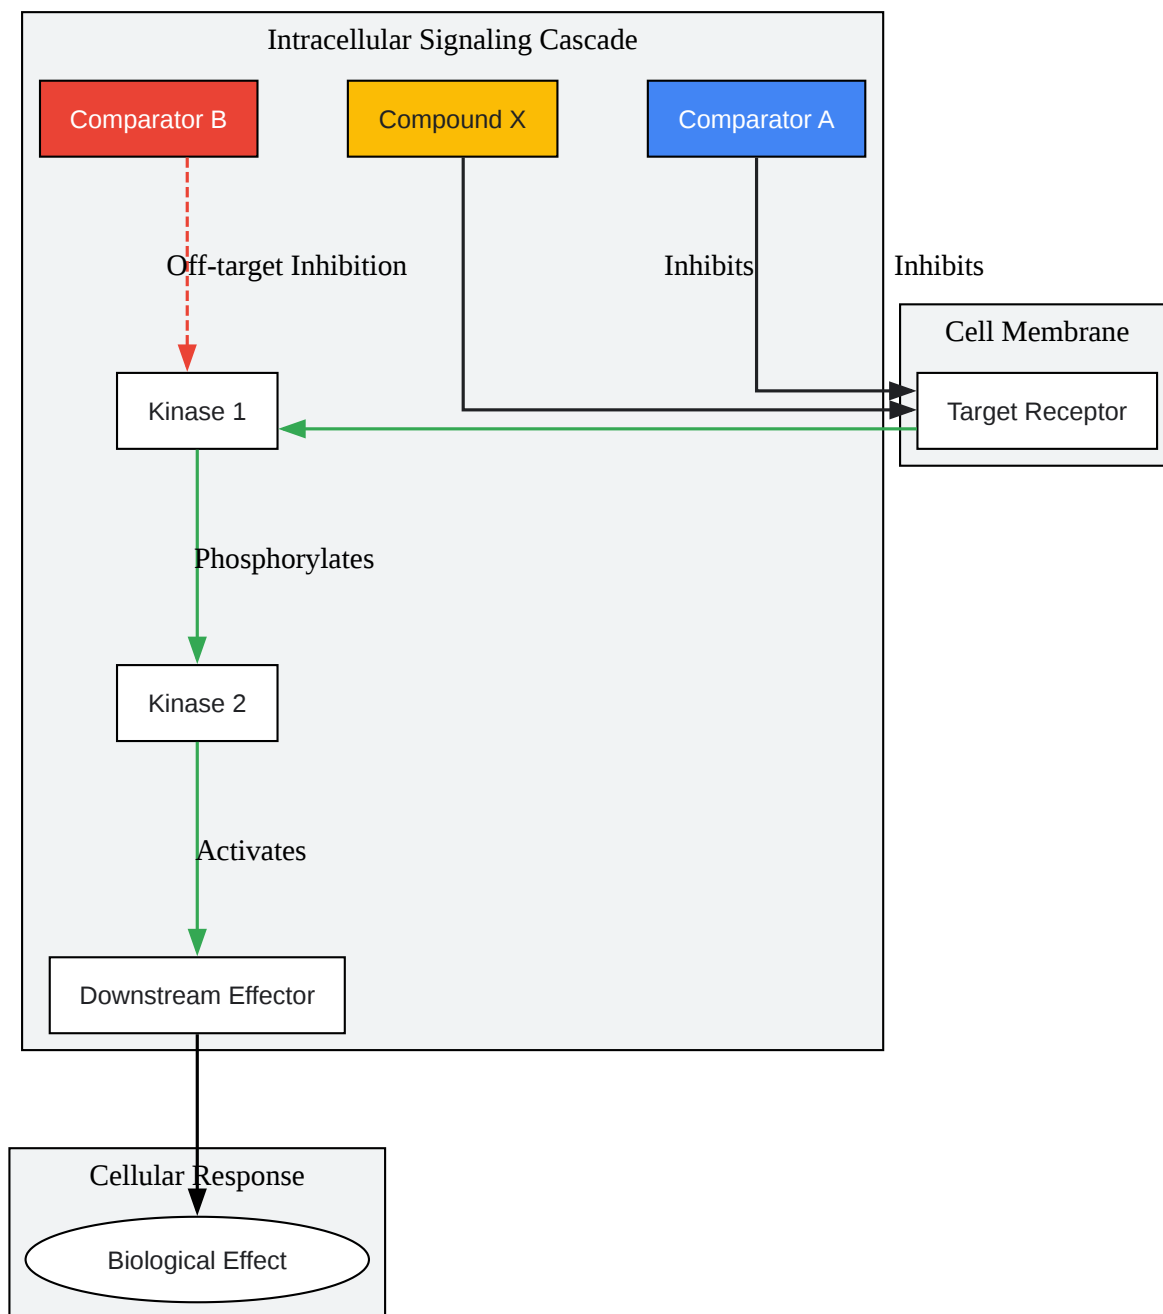 Intracellular Signaling Cascade
Comparator B
Compound X
Comparator A
Off-target Inhibition
Inhibits
Inhibits
Cell Membrane
Kinase 1
Target Receptor
Phosphorylates
Kinase 2
Activates
Downstream Effector
Cellular Response
Biological Effect